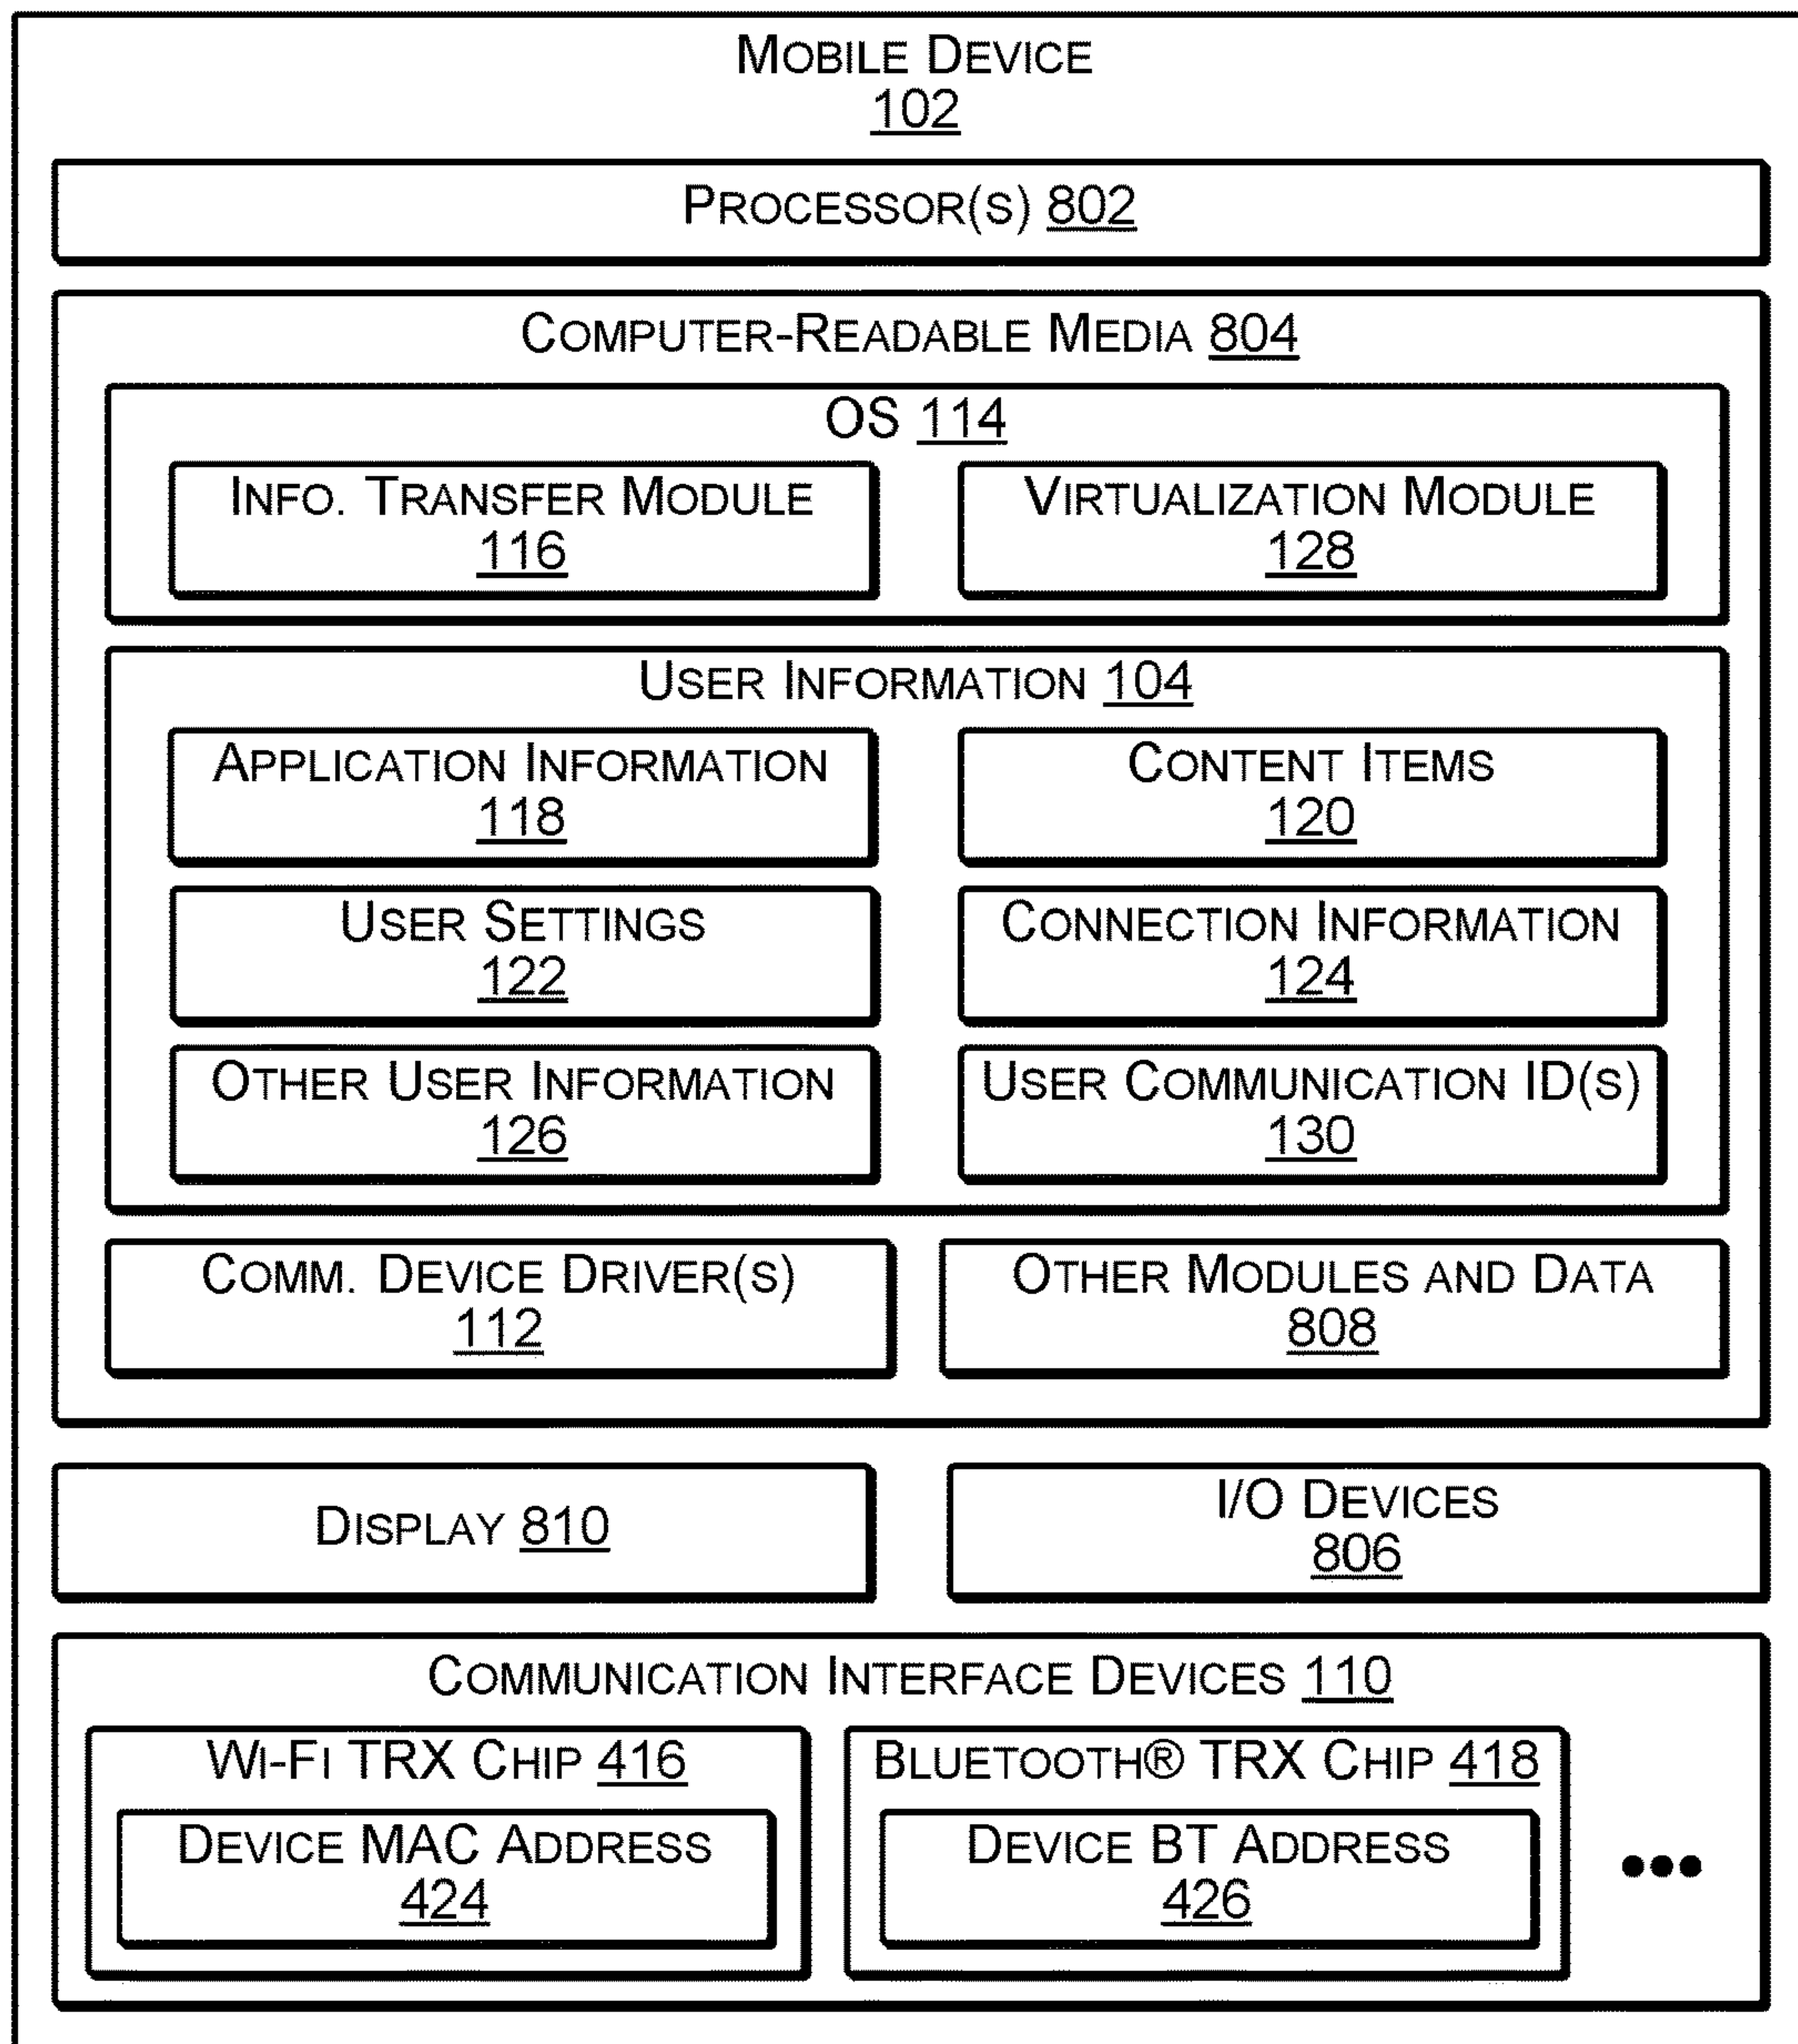 MOBILE DEVICE
102
PROCESSOR(S) 802
COMPUTER-READABLE MEDIA 804
OS 114
INFO. TRANSFER MODULE
116
VIRTUALIZATION MODULE
128
USER INFORMATION 104
APPLICATION INFORMATION
118
CONTENT ITEMS
120
USER SETTINGS
122
CONNECTION INFORMATION
124
OTHER USER INFORMATION
126
USER COMMUNICATION ID(S)
130
COMM. DEVICE DRIVER(S)
112
OTHER MODULES AND DATA
808
DISPLAY 810
I/O DEVICES
806
COMMUNICATION INTERFACE DEVICES 110
WI-FI TRX CHIP 416
DEVICE MAC ADDRESS
424
BLUETOOTH® TRX CHIP 418
DEVICE BT ADDRESS
426
•••